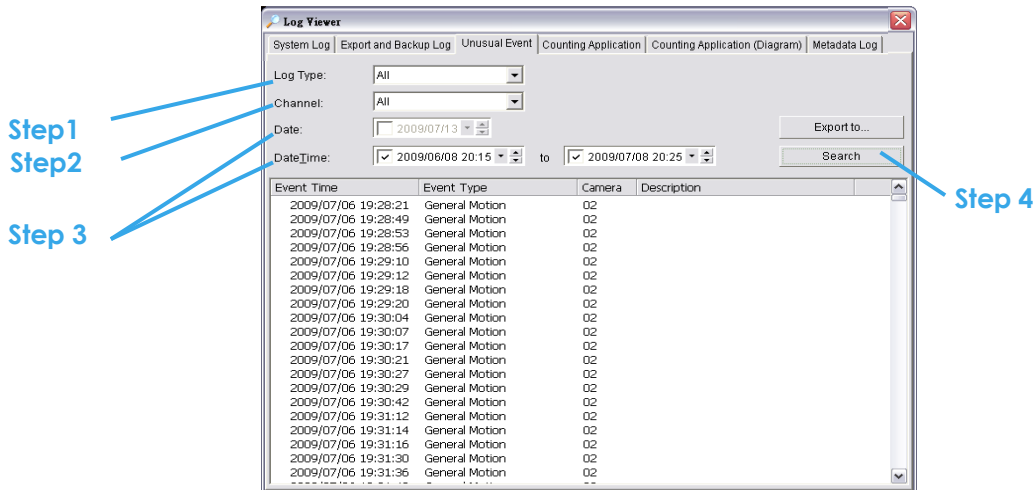 Log Viewer
System Log Export and Backup Log Unusual Event Counting Application Counting Application (Diagram) Metadata Log
Log Type: All
Channel: All
Step1
Date: 2009/07/13 Export to...
Step2
DateTime: 2009/06/08 20:15 to 2009/07/08 20:25 Search
Event Time Event Type Camera Description
Step 4
Step 3
2009/07/06 19:28:21 General Motion 02
2009/07/06 19:28:49 General Motion 02
2009/07/06 19:28:53 General Motion 02
2009/07/06 19:28:56 General Motion 02
2009/07/06 19:29:10 General Motion 02
2009/07/06 19:29:12 General Motion 02
2009/07/06 19:29:18 General Motion 02
2009/07/06 19:29:20 General Motion 02
2009/07/06 19:30:04 General Motion 02
2009/07/06 19:30:07 General Motion 02
2009/07/06 19:30:17 General Motion 02
2009/07/06 19:30:21 General Motion 02
2009/07/06 19:30:27 General Motion 02
2009/07/06 19:30:29 General Motion 02
2009/07/06 19:30:42 General Motion 02
2009/07/06 19:31:12 General Motion 02
2009/07/06 19:31:14 General Motion 02
2009/07/06 19:31:16 General Motion 02
2009/07/06 19:31:30 General Motion 02
2009/07/06 19:31:36 General Motion 02